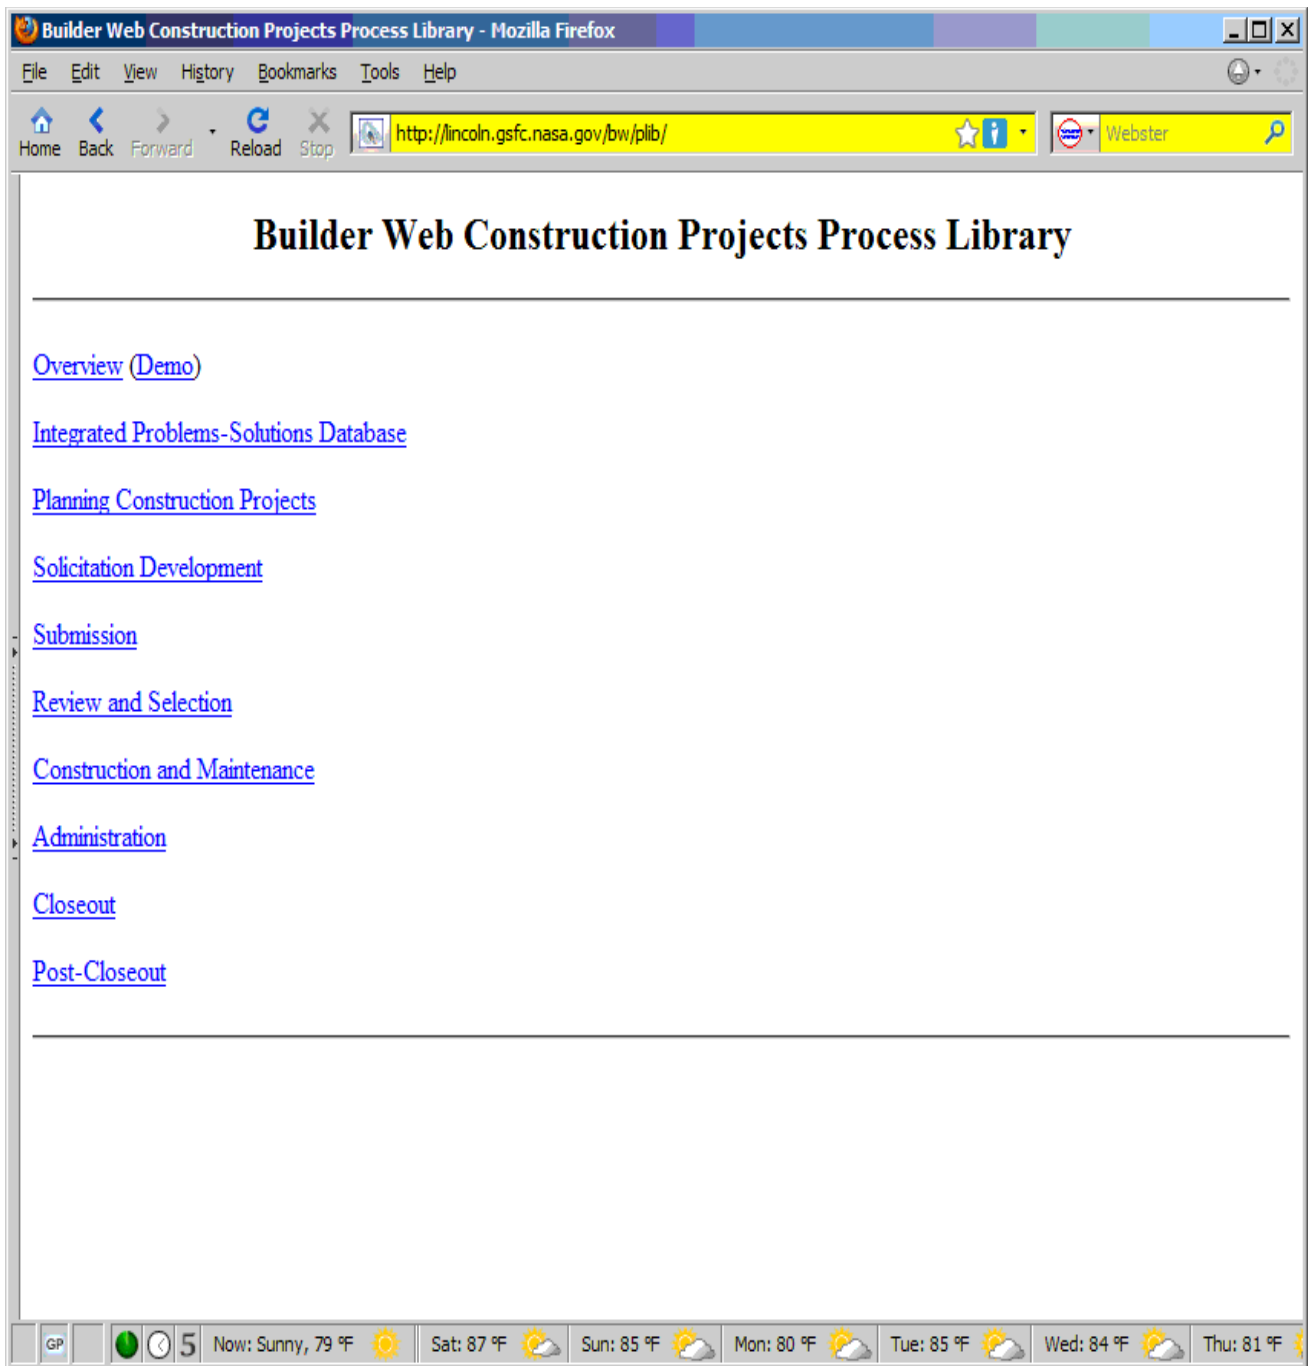 Builder Web Construction Projects Process Library - Mozilla Firefox
File Edit View History Bookmarks Tools Help
Home Back Forward Reload Stop http://lincoln.gsfc.nasa.gov/bw/plib/ Webster
Builder Web Construction Projects Process Library
Overview (Demo)
Integrated Problems-Solutions Database
Planning Construction Projects
Solicitation Development
Submission
Review and Selection
Construction and Maintenance
Administration
Closeout
Post-Closeout
GP 5 Now: Sunny, 79 °F Sat: 87 °F Sun: 85 °F Mon: 80 °F Tue: 85 °F Wed: 84 °F Thu: 81 °F